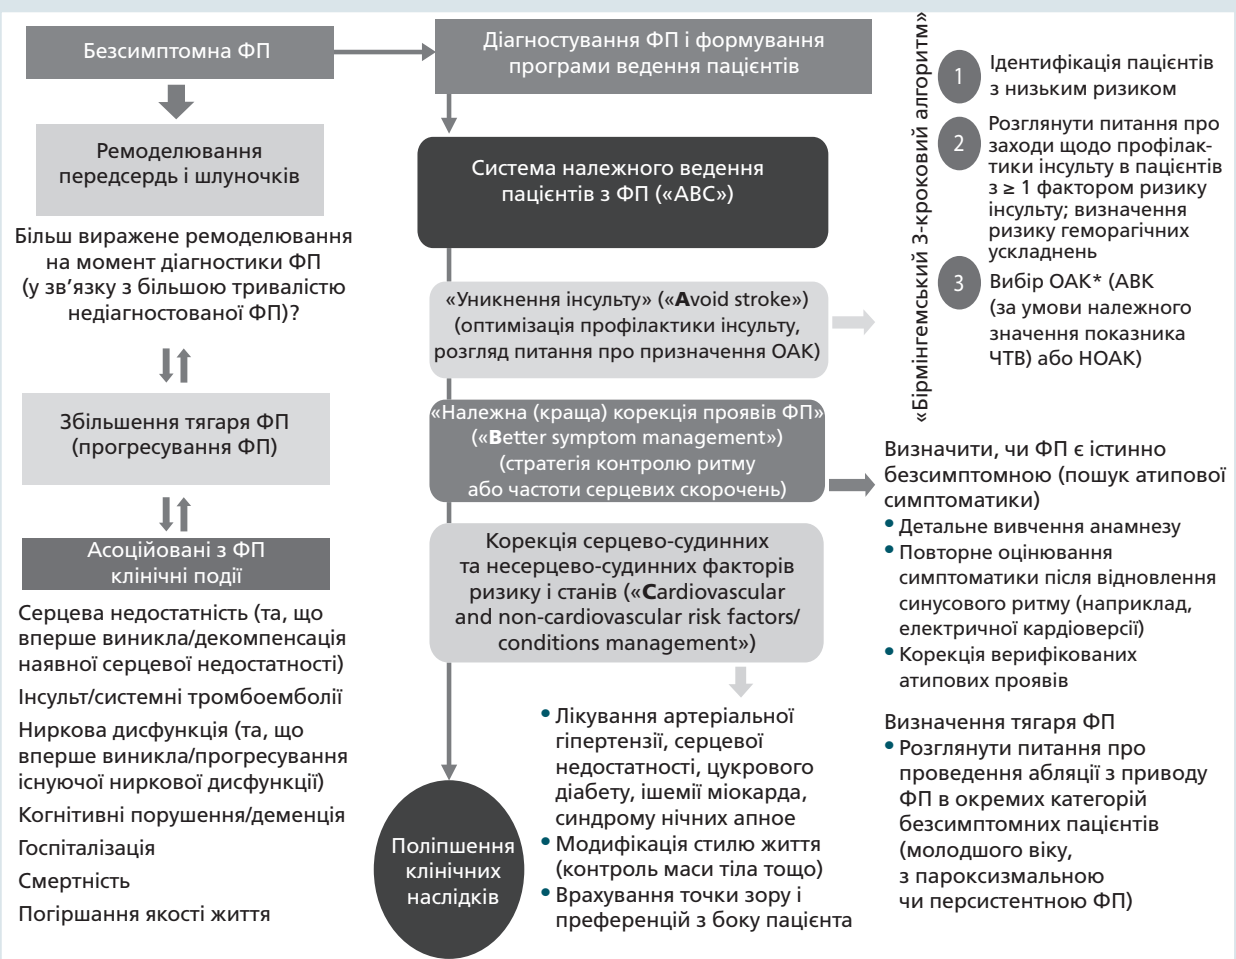 Безсимптомна ФП
Ремоделювання
передсердь і шлуночків
Більш виражене ремоделювання
на момент діагностики ФП
(у зв’язку з більшою тривалістю
недіагностованої ФП)?
Збільшення тягаря ФП
(прогресування ФП)
Асоційовані з ФП
клінічні події
Серцева недостатність (та, що
вперше виникла/декомпенсація
наявної серцевої недостатності)
Інсульт/системні тромбоемболії
Ниркова дисфункція (та, що
вперше виникла/прогресування
існуючої ниркової дисфункції)
Когнітивні порушення/деменція
Госпіталізація
Смертність
Погіршання якості життя
Діагностування ФП і формування
програми ведення пацієнтів
Система належного ведення
пацієнтів з ФП («АВС»)
«Уникнення інсульту» («Avoid stroke»)
(оптимізація профілактики інсульту,
розгляд питання про призначення ОАК)
«Належна (краща) корекція проявів ФП»
(«Better symptom management»)
(стратегія контролю ритму
або частоти серцевих скорочень)
Корекція серцево-судинних
та несерцево-судинних факторів
ризику і станів («Cardiovascular
and non-cardiovascular risk factors/
conditions management»)
• Лікування артеріальної
гіпертензії, серцевої
недостатності, цукрового
діабету, ішемії міокарда,
синдрому нічних апное
• Модифікація стилю життя
(контроль маси тіла тощо)
• Врахування точки зору і
преференцій з боку пацієнта
Поліпшення
клінічних
наслідків
«Бірмінгемський 3-кроковий алгоритм»
1
Ідентифікація пацієнтів
з низьким ризиком
2
Розглянути питання про
заходи щодо профілак-
тики інсульту в пацієнтів
з ≥ 1 фактором ризику
інсульту; визначення
ризику геморагічних
ускладнень
3
Вибір ОАК* (АВК
(за умови належного
значення показника
ЧТВ) або НОАК)
Визначити, чи ФП є істинно
безсимптомною (пошук атипової
симптоматики)
• Детальне вивчення анамнезу
• Повторне оцінювання
симптоматики після відновлення
синусового ритму (наприклад,
електричної кардіоверсії)
• Корекція верифікованих
атипових проявів
Визначення тягаря ФП
• Розглянути питання про
проведення абляції з приводу
ФП в окремих категорій
безсимптомних пацієнтів
(молодшого віку,
з пароксизмальною
чи персистентною ФП)